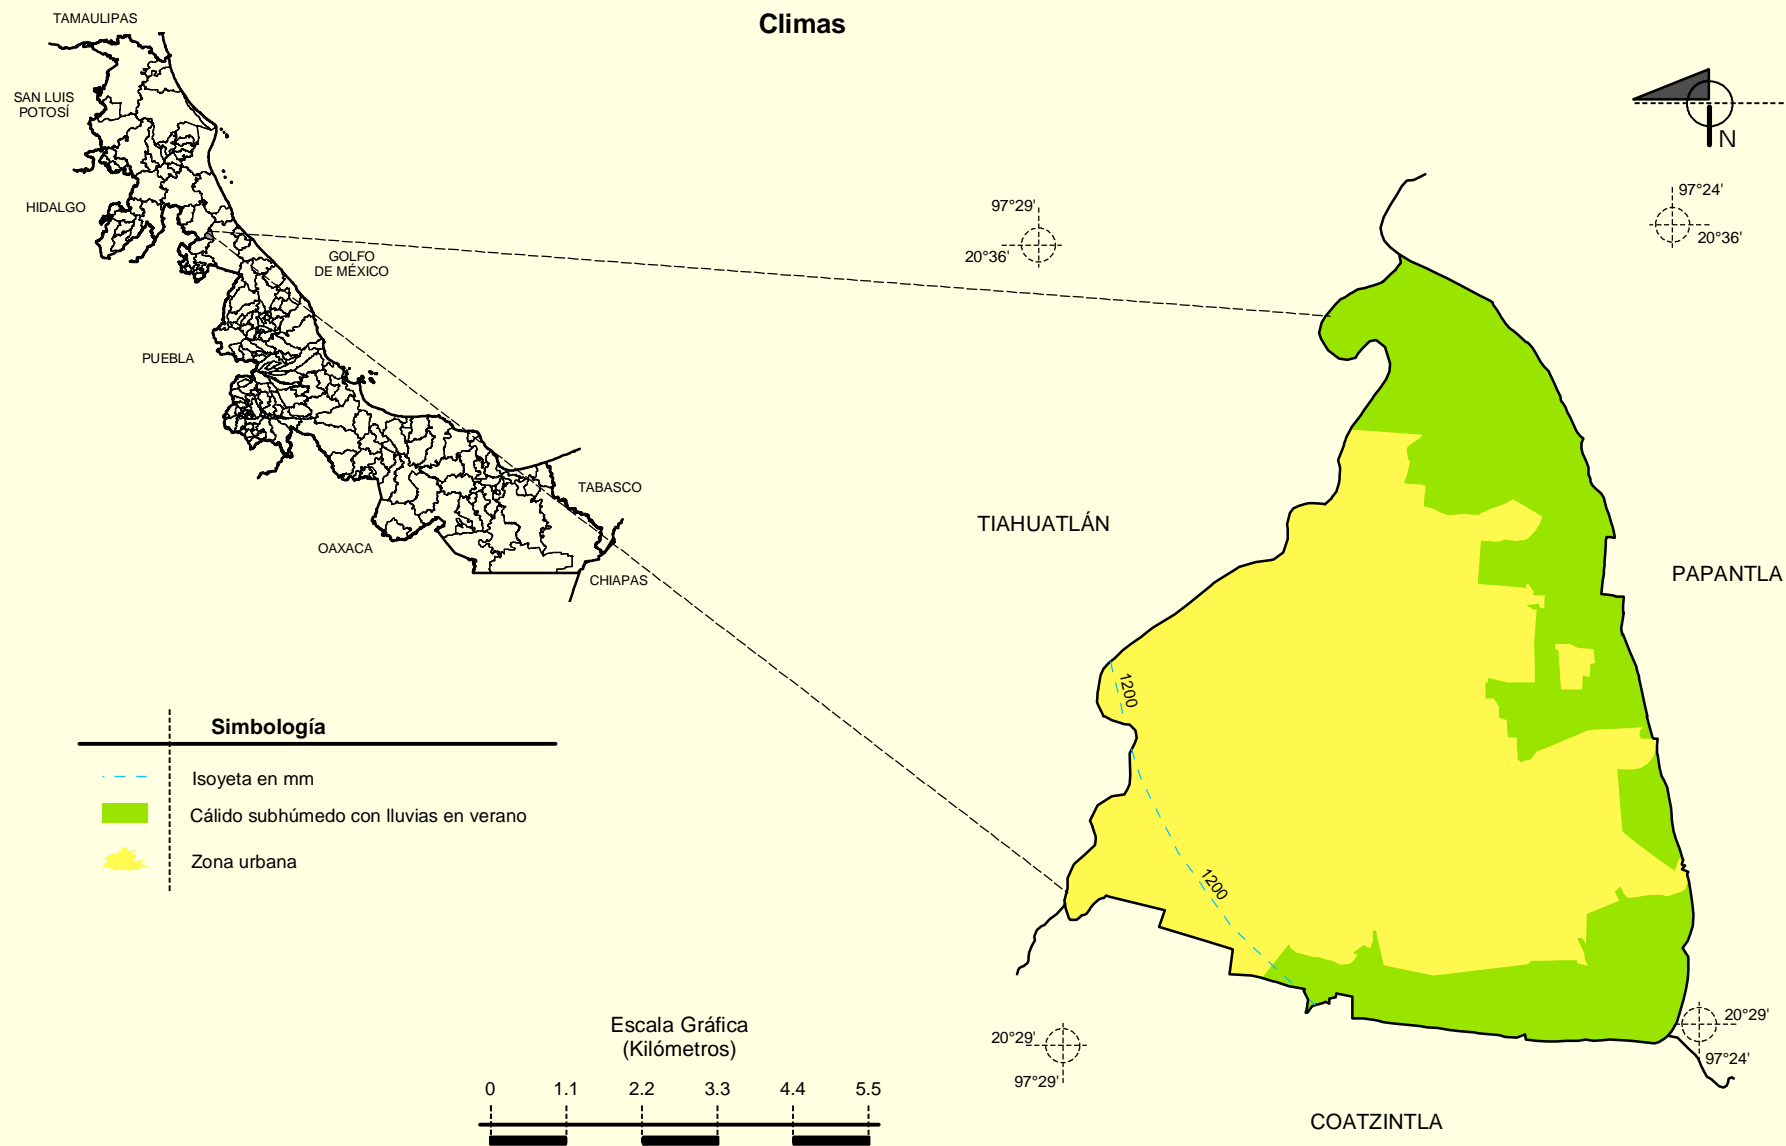 Climas
TAMAULIPAS
SAN LUIS
POTOSÍ
HIDALGO
GOLFO
DE MÉXICO
PUEBLA
TABASCO
OAXACA
CHIAPAS
N
97°29'
20°36'
97°24'
20°36'
TIAHUATLÁN
PAPANTLA
1200
1200
Simbología
Isoyeta en mm
Cálido subhúmedo con lluvias en verano
Zona urbana
Escala Gráfica
(Kilómetros)
0 1.1 2.2 3.3 4.4 5.5
20°29'
97°29'
20°29'
97°24'
COATZINTLA